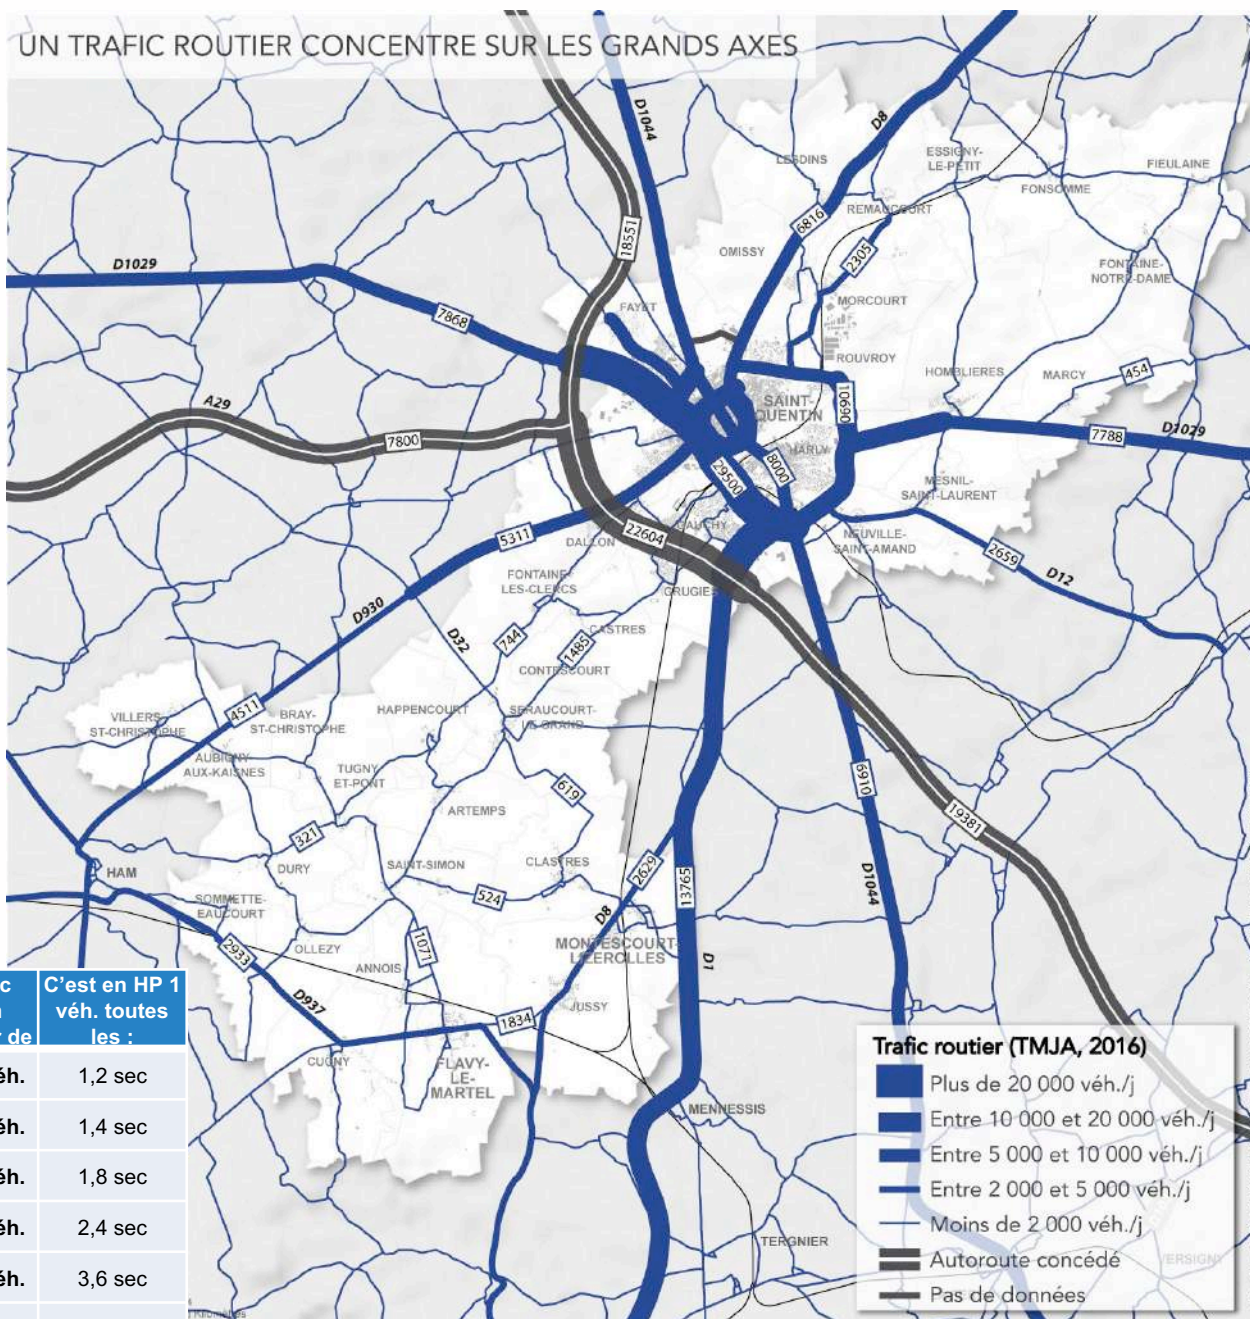 UN TRAFIC ROUTIER CONCENTRE SUR LES GRANDS AXES
D1044
D8
LESDINS
ESSIGNY-
LE-PETIT
FIEULAINE
FONSOMME
REMAUCOURT
6816
18551
OMISSY
2305
D1029
FONTAINE-
NOTRE-DAME
FAYET
MORCOURT
7868
ROUVROY
HOMBLIERES
MARCY
454
A29
SAINT-
QUENTIN
10690
7800
HARLY
7788
D1029
29500
8000
MESNIL-
SAINT-LAURENT
5311
DALLON
22604
GAUCHY
NEUVILLE-
SAINT-AMAND
2659
D12
FONTAINE-
LES-CLERCS
GRUGIES
D930
D32
744
CASTRES
1485
CONTESCOURT
4511
VILLERS
ST-CHRISTOPHE
BRAY-
ST-CHRISTOPHE
HAPPENCOURT
SERAUCOURT-
LE-GRAND
AUBIGNY-
AUX-KAISNES
TUGNY
ET-PONT
619
6910
ARTEMPS
19381
321
HAM
DURY
SAINT-SIMON
CLASTRES
2629
13765
D1044
SOMMETTE-
EAUCOURT
524
D8
2933
OLLEZY
1071
MONTESCOURT-
LIZEROLLES
D1
ANNOIS
D937
JUSSY
1834
CUGNY
FLAVY-
LE-
MARTEL
MENNESSIS
TERGNIER
C'est en HP 1
véh. toutes
les :
r de
1,2 sec
1,4 sec
1,8 sec
2,4 sec
3,6 sec
Trafic routier (TMJA, 2016)
Plus de 20 000 véh./j
Entre 10 000 et 20 000 véh./j
Entre 5 000 et 10 000 véh./j
Entre 2 000 et 5 000 véh./j
Moins de 2 000 véh./j
Autoroute concédé
Pas de données